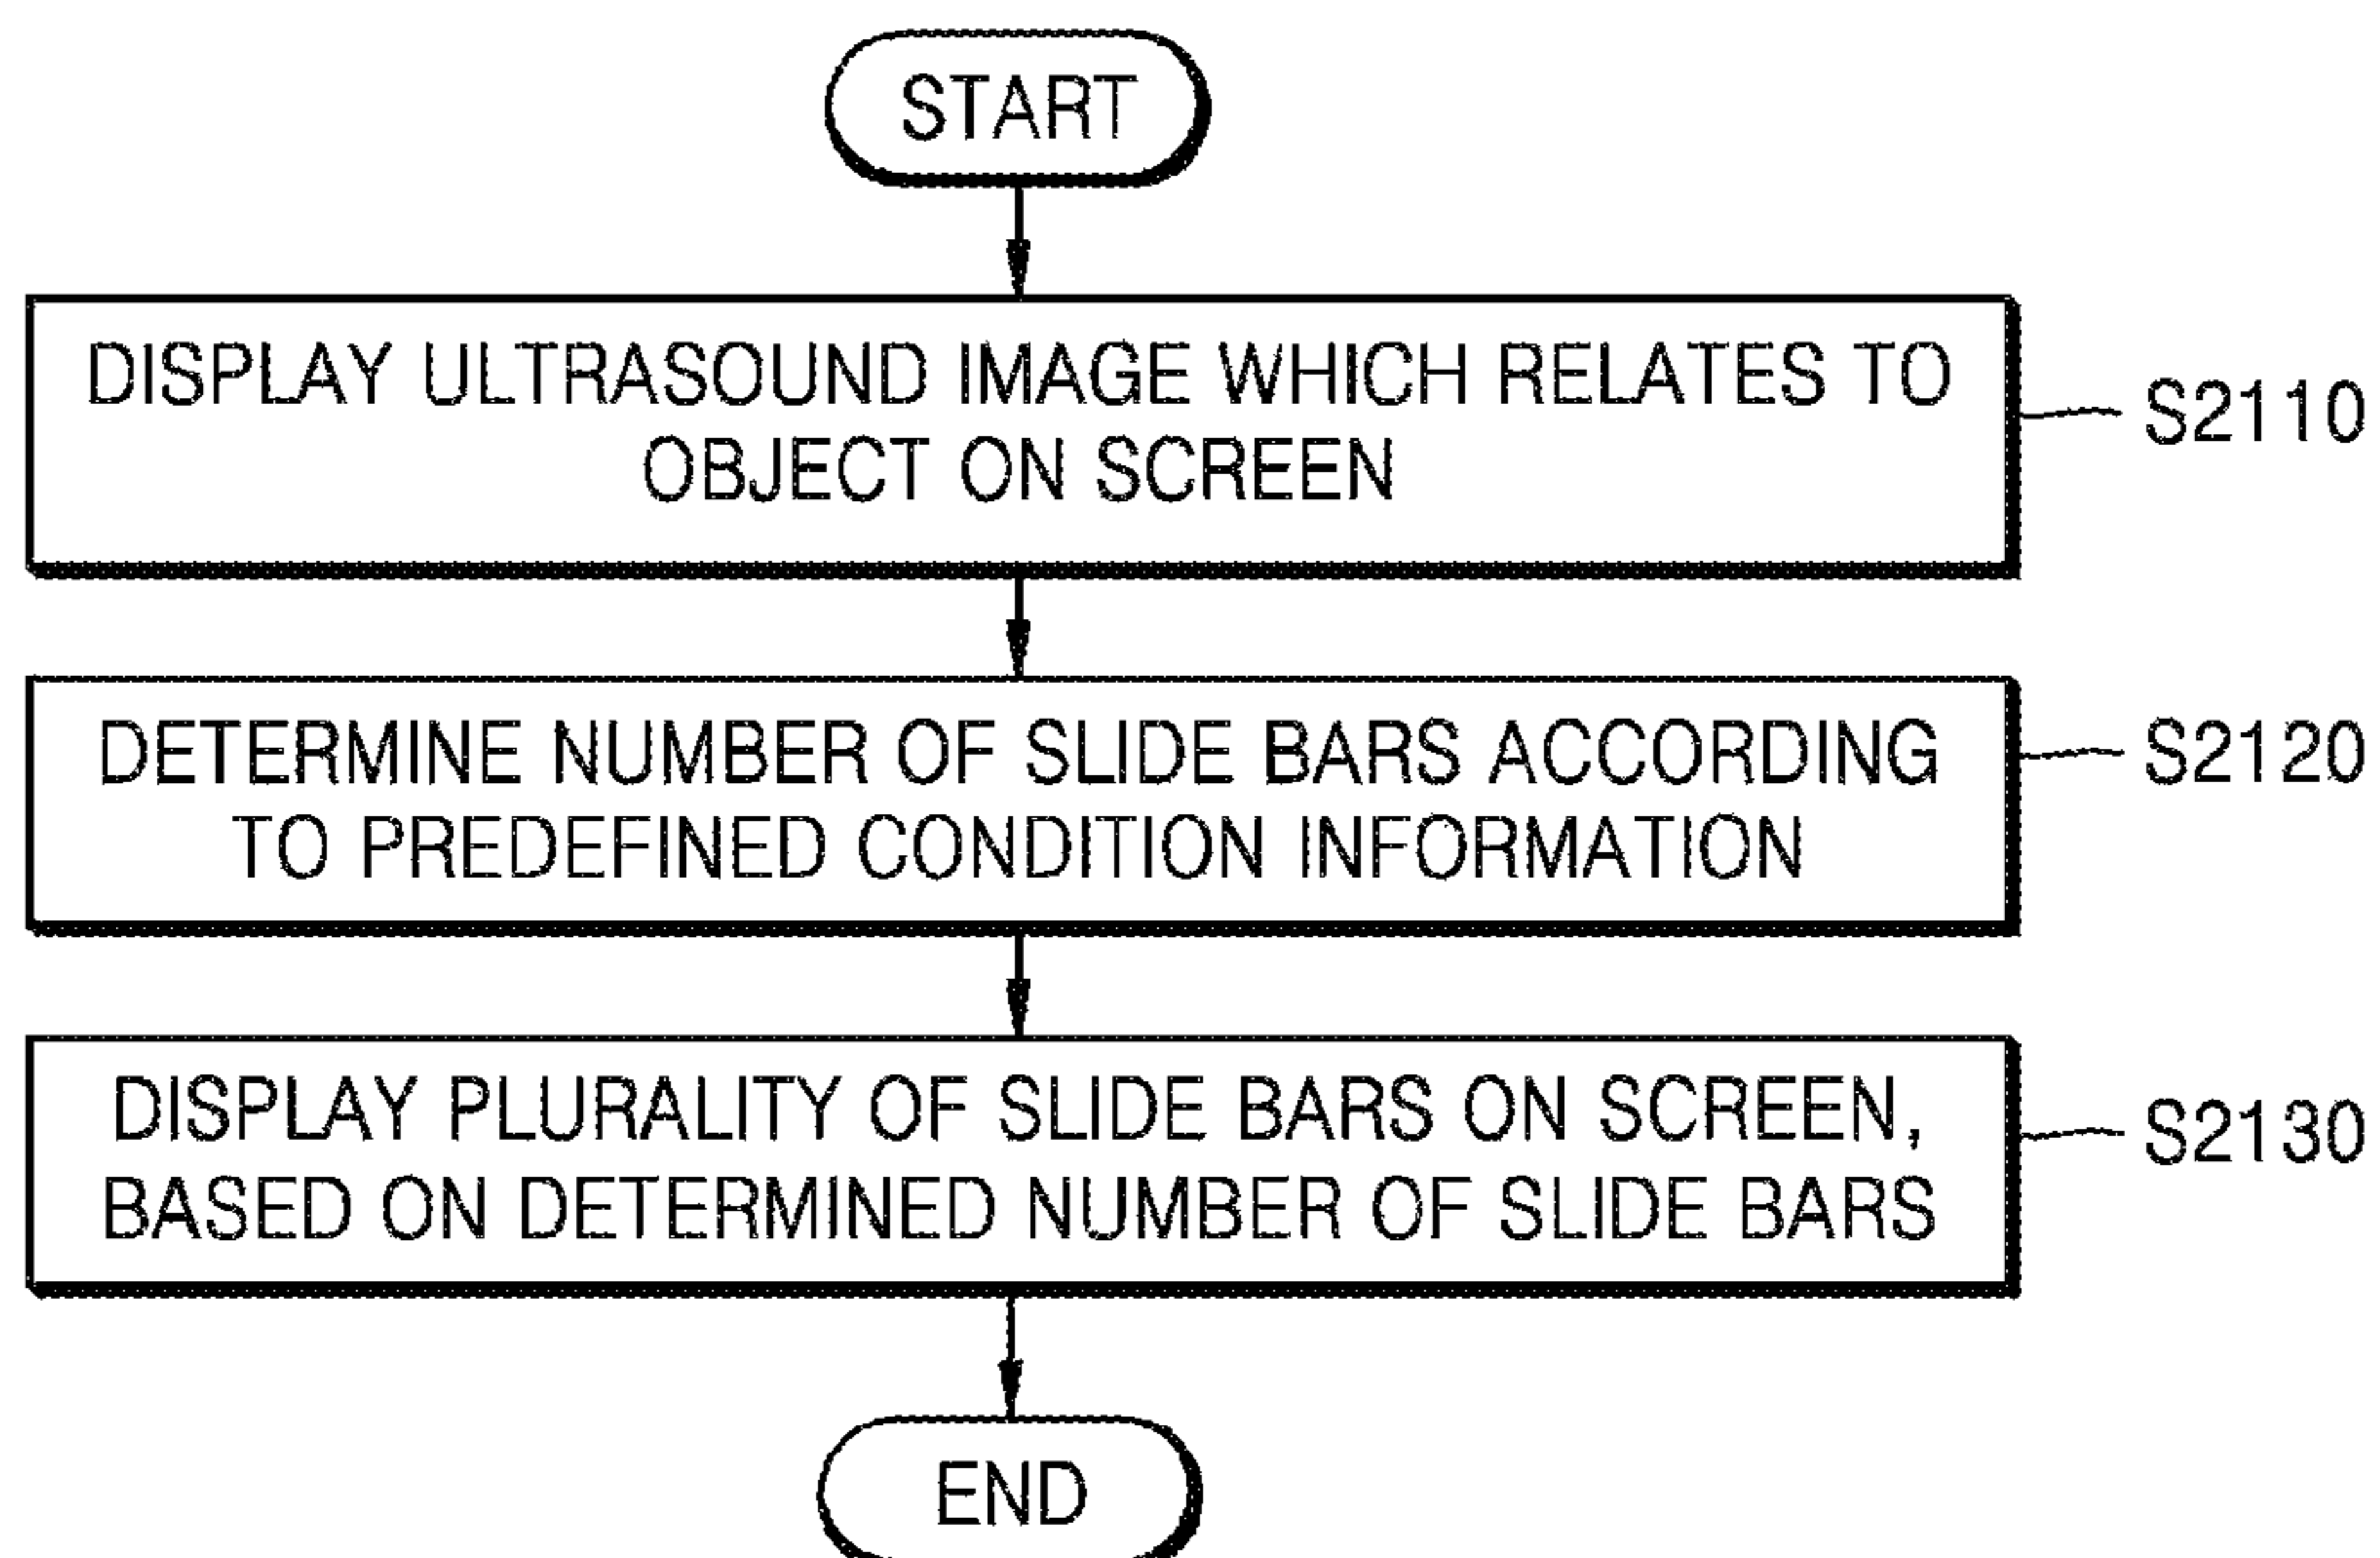 START
DISPLAY ULTRASOUND IMAGE WHICH RELATES TO
OBJECT ON SCREEN
S2110
DETERMINE NUMBER OF SLIDE BARS ACCORDING
TO PREDEFINED CONDITION INFORMATION
S2120
DISPLAY PLURALITY OF SLIDE BARS ON SCREEN,
BASED ON DETERMINED NUMBER OF SLIDE BARS
S2130
END